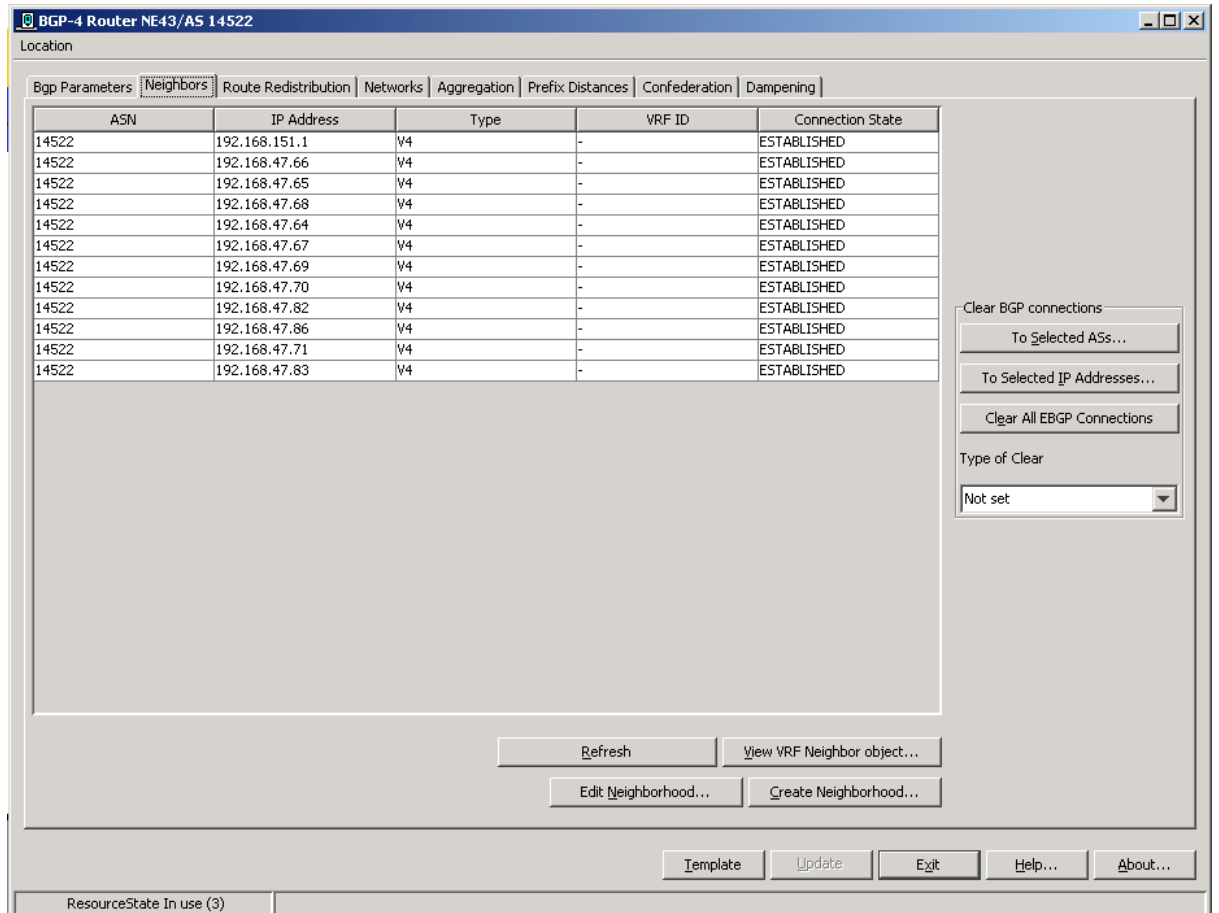 BGP-4 Router NE43/AS 14522
Location
Bgp Parameters Neighbors Route Redistribution Networks Aggregation Prefix Distances Confederation Dampening
ASN IP Address Type VRF ID Connection State
14522 192.168.151.1 V4 - ESTABLISHED
14522 192.168.47.66 V4 - ESTABLISHED
14522 192.168.47.65 V4 - ESTABLISHED
14522 192.168.47.68 V4 - ESTABLISHED
14522 192.168.47.64 V4 - ESTABLISHED
14522 192.168.47.67 V4 - ESTABLISHED
14522 192.168.47.69 V4 - ESTABLISHED
14522 192.168.47.70 V4 - ESTABLISHED
14522 192.168.47.82 V4 - ESTABLISHED
14522 192.168.47.86 V4 - ESTABLISHED
14522 192.168.47.71 V4 - ESTABLISHED
14522 192.168.47.83 V4 - ESTABLISHED
Clear BGP connections
To Selected ASs...
To Selected IP Addresses...
Clear All EBGP Connections
Type of Clear
Not set
Refresh View VRF Neighbor object...
Edit Neighborhood... Create Neighborhood...
Template Update Exit Help... About...
ResourceState In use (3)